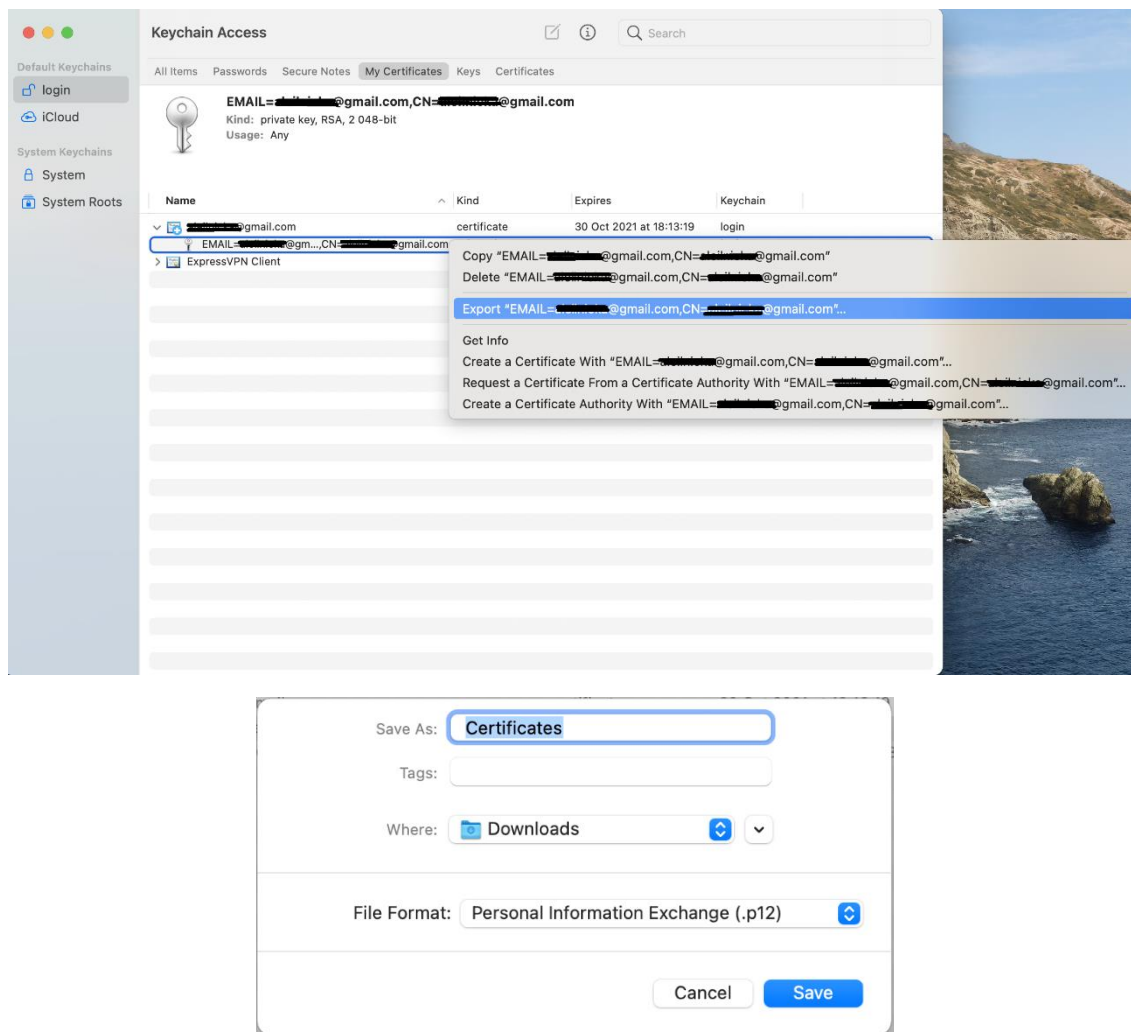 Keychain Access
Search
Default Keychains
login
iCloud
System Keychains
System
System Roots
All Items Passwords Secure Notes My Certificates Keys Certificates
EMAIL= @gmail.com,CN= @gmail.com
Kind: private key, RSA, 2 048-bit
Usage: Any
Name Kind Expires Keychain
@gmail.com certificate 30 Oct 2021 at 18:13:19 login
EMAIL= @gm...,CN= @gmail.com
ExpressVPN Client
Copy “EMAIL= @gmail.com,CN= @gmail.com”
Delete “EMAIL= @gmail.com,CN= @gmail.com”
Export “EMAIL= @gmail.com,CN= @gmail.com”...
Get Info
Create a Certificate With “EMAIL= @gmail.com,CN= @gmail.com”...
Request a Certificate From a Certificate Authority With “EMAIL= @gmail.com,CN= @gmail.com”...
Create a Certificate Authority With “EMAIL= @gmail.com,CN= @gmail.com”...
Save As: Certificates
Tags:
Where: Downloads
File Format: Personal Information Exchange (.p12)
Cancel Save